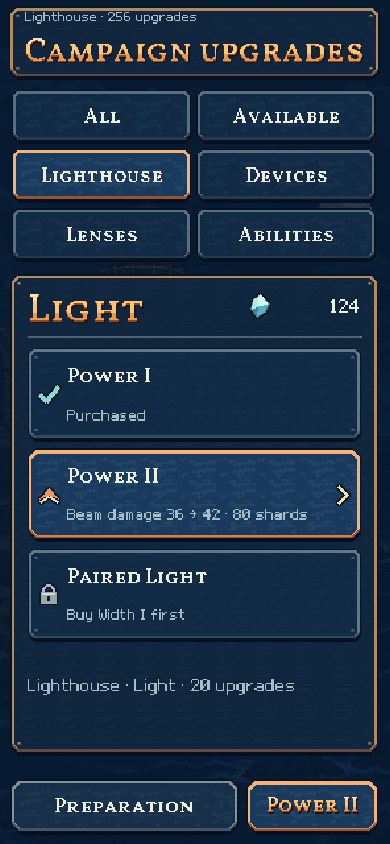 Lighthouse · 256 upgrades
Campaign upgrades
All
Available
Lighthouse
Devices
Lenses
Abilities
Light
124
Power I
Purchased
Power II
Beam damage 36 → 42 · 80 shards
Paired Light
Buy Width I first
Lighthouse · Light · 20 upgrades
Preparation
Power II